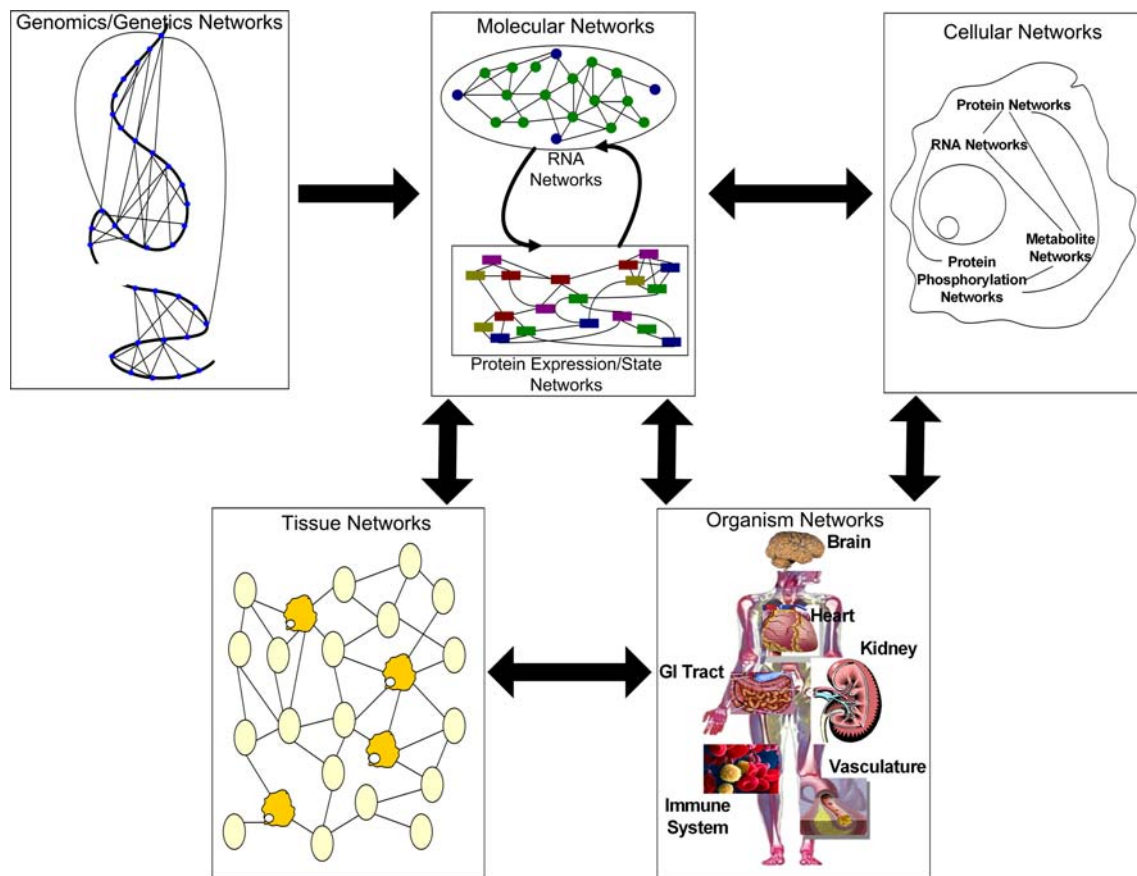 Genomics/Genetics Networks
Molecular Networks
RNA
Networks
Protein Expression/State
Networks
Cellular Networks
Protein Networks
RNA Networks
Metabolite
Networks
Protein
Phosphorylation
Networks
Tissue Networks
Organism Networks
Brain
Heart
Kidney
GI Tract
Vasculature
Immune
System